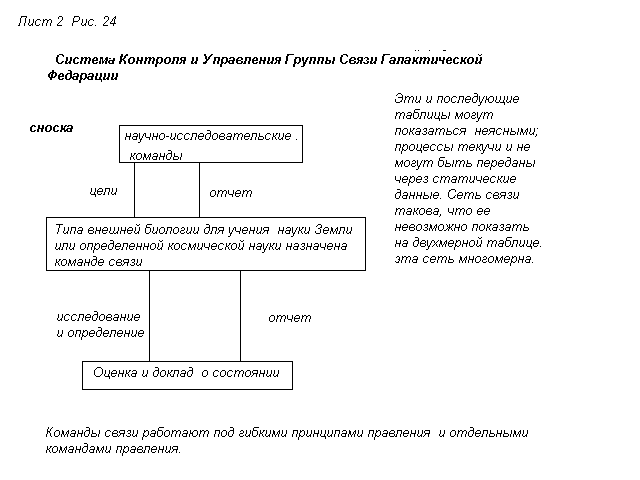 Лист 2 Рис. 24
Система Контроля и Управления Группы Связи Галактической
Федарации
Эти и последующие
таблицы могут
показаться неясными;
процессы текучи и не
могут быть переданы
через статические
данные. Сеть связи
такова, что ее
невозможно показать
на двухмерной таблице.
эта сеть многомерна.
сноска
научно-исследовательские .
команды
цели
отчет
Типа внешней биологии для учения науки Земли
или определенной космической науки назначена
команде связи
исследование
и определение
отчет
Оценка и доклад о состоянии
Команды связи работают под гибкими принципами правления и отдельными
командами правления.